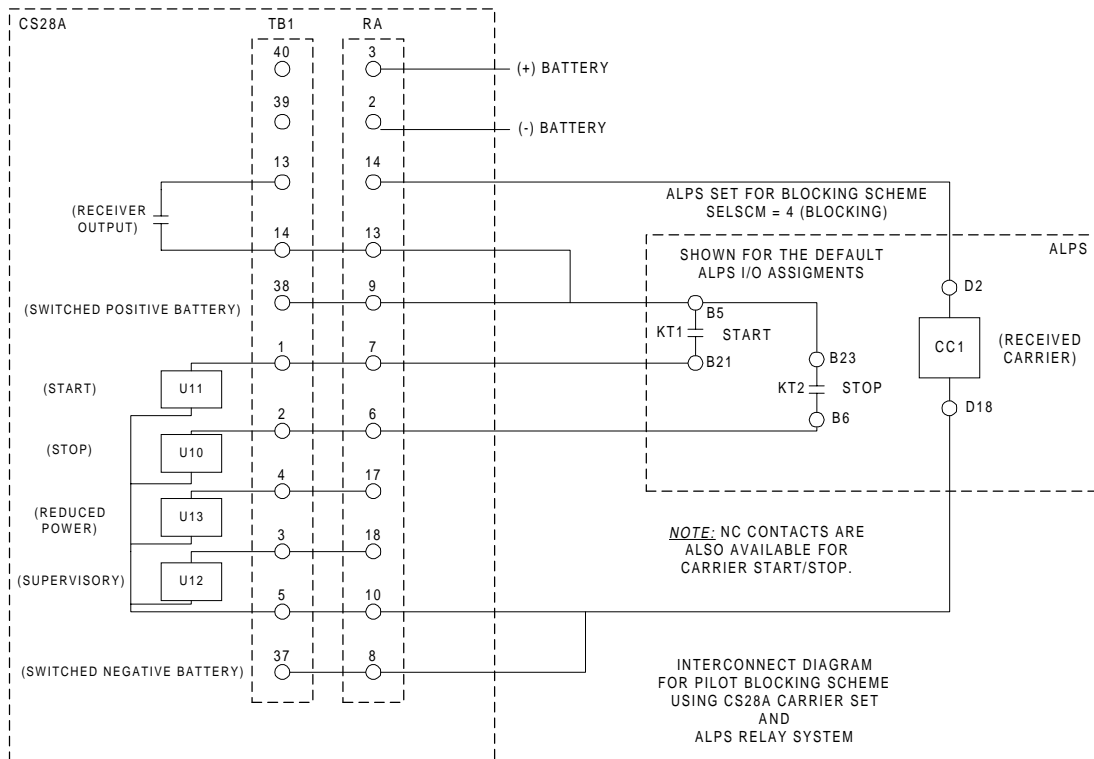 CS28A
TB1
RA
40
3
(+) BATTERY
39
2
(-) BATTERY
13
14
(RECEIVER
OUTPUT)
14
13
ALPS SET FOR BLOCKING SCHEME
SELSCM = 4 (BLOCKING)
ALPS
SHOWN FOR THE DEFAULT
ALPS I/O ASSIGMENTS
(SWITCHED POSITIVE BATTERY)
38
9
B5
KT1
START
B21
B23
KT2
STOP
B6
D2
CC1
(RECEIVED
CARRIER)
D18
(START)
U11
1
7
(STOP)
U10
2
6
(REDUCED
POWER)
U13
4
17
(SUPERVISORY)
U12
3
18
5
10
(SWITCHED NEGATIVE BATTERY)
37
8
NOTE: NC CONTACTS ARE
ALSO AVAILABLE FOR
CARRIER START/STOP.
INTERCONNECT DIAGRAM
FOR PILOT BLOCKING SCHEME
USING CS28A CARRIER SET
AND
ALPS RELAY SYSTEM